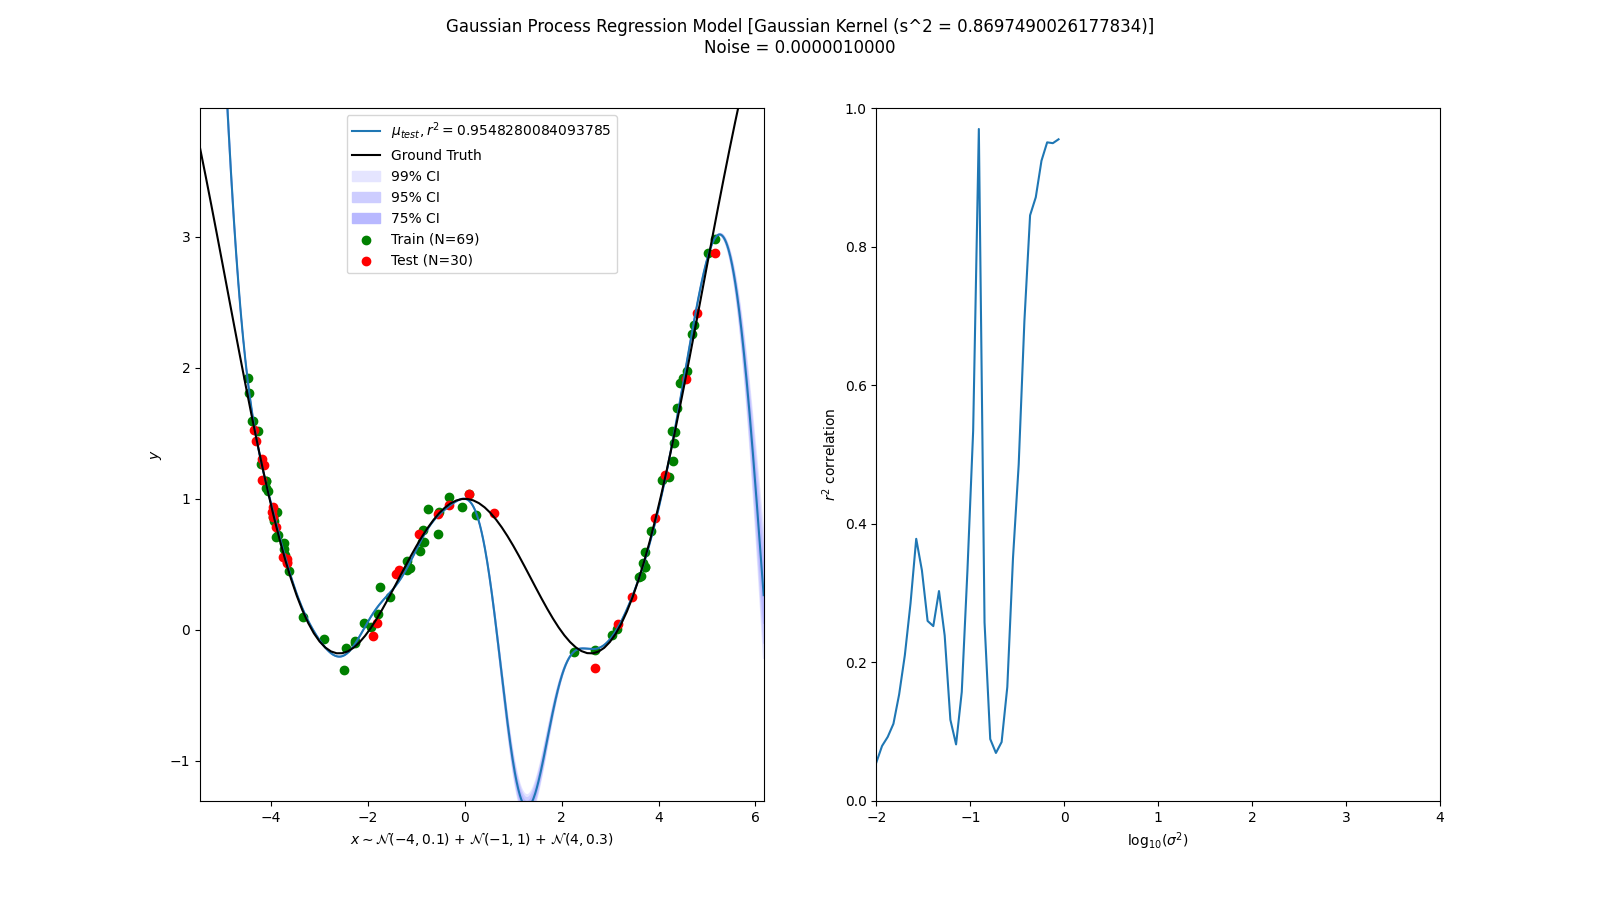 Gaussian Process Regression Model [Gaussian Kernel (s^2 = 0.8697490026177834)]
Noise = 0.0000010000
μ_test, r² = 0.9548280084093785
Ground Truth
99% CI
95% CI
75% CI
Train (N=69)
Test (N=30)
3
2
1
0
−1
y
−4 −2 0 2 4 6
x ~ 𝒩(−4, 0.1) + 𝒩(−1, 1) + 𝒩(4, 0.3)
1.0
0.8
0.6
0.4
0.2
0.0
r² correlation
−2 −1 0 1 2 3 4
log₁₀(σ²)